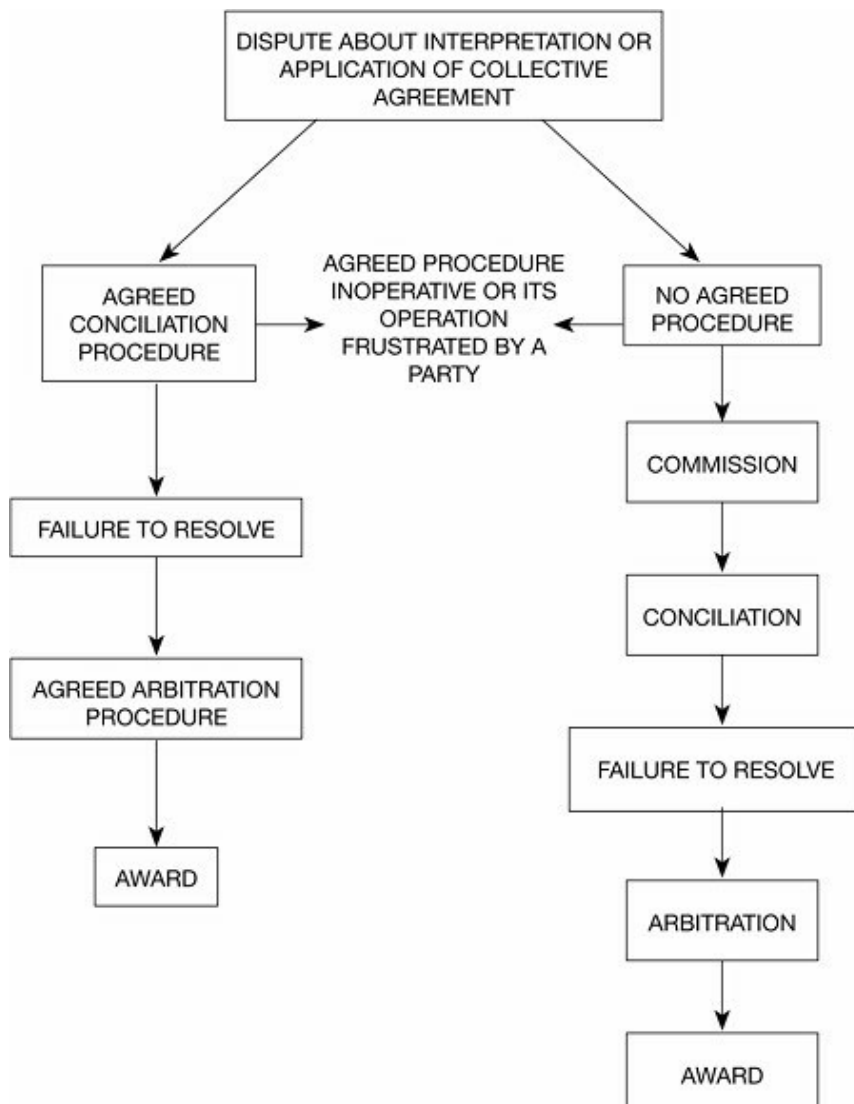 DISPUTE ABOUT INTERPRETATION OR
APPLICATION OF COLLECTIVE
AGREEMENT
AGREED
CONCILIATION
PROCEDURE
AGREED PROCEDURE
INOPERATIVE OR ITS
OPERATION
FRUSTRATED BY A
PARTY
NO AGREED
PROCEDURE
COMMISSION
FAILURE TO RESOLVE
CONCILIATION
AGREED ARBITRATION
PROCEDURE
FAILURE TO RESOLVE
AWARD
ARBITRATION
AWARD